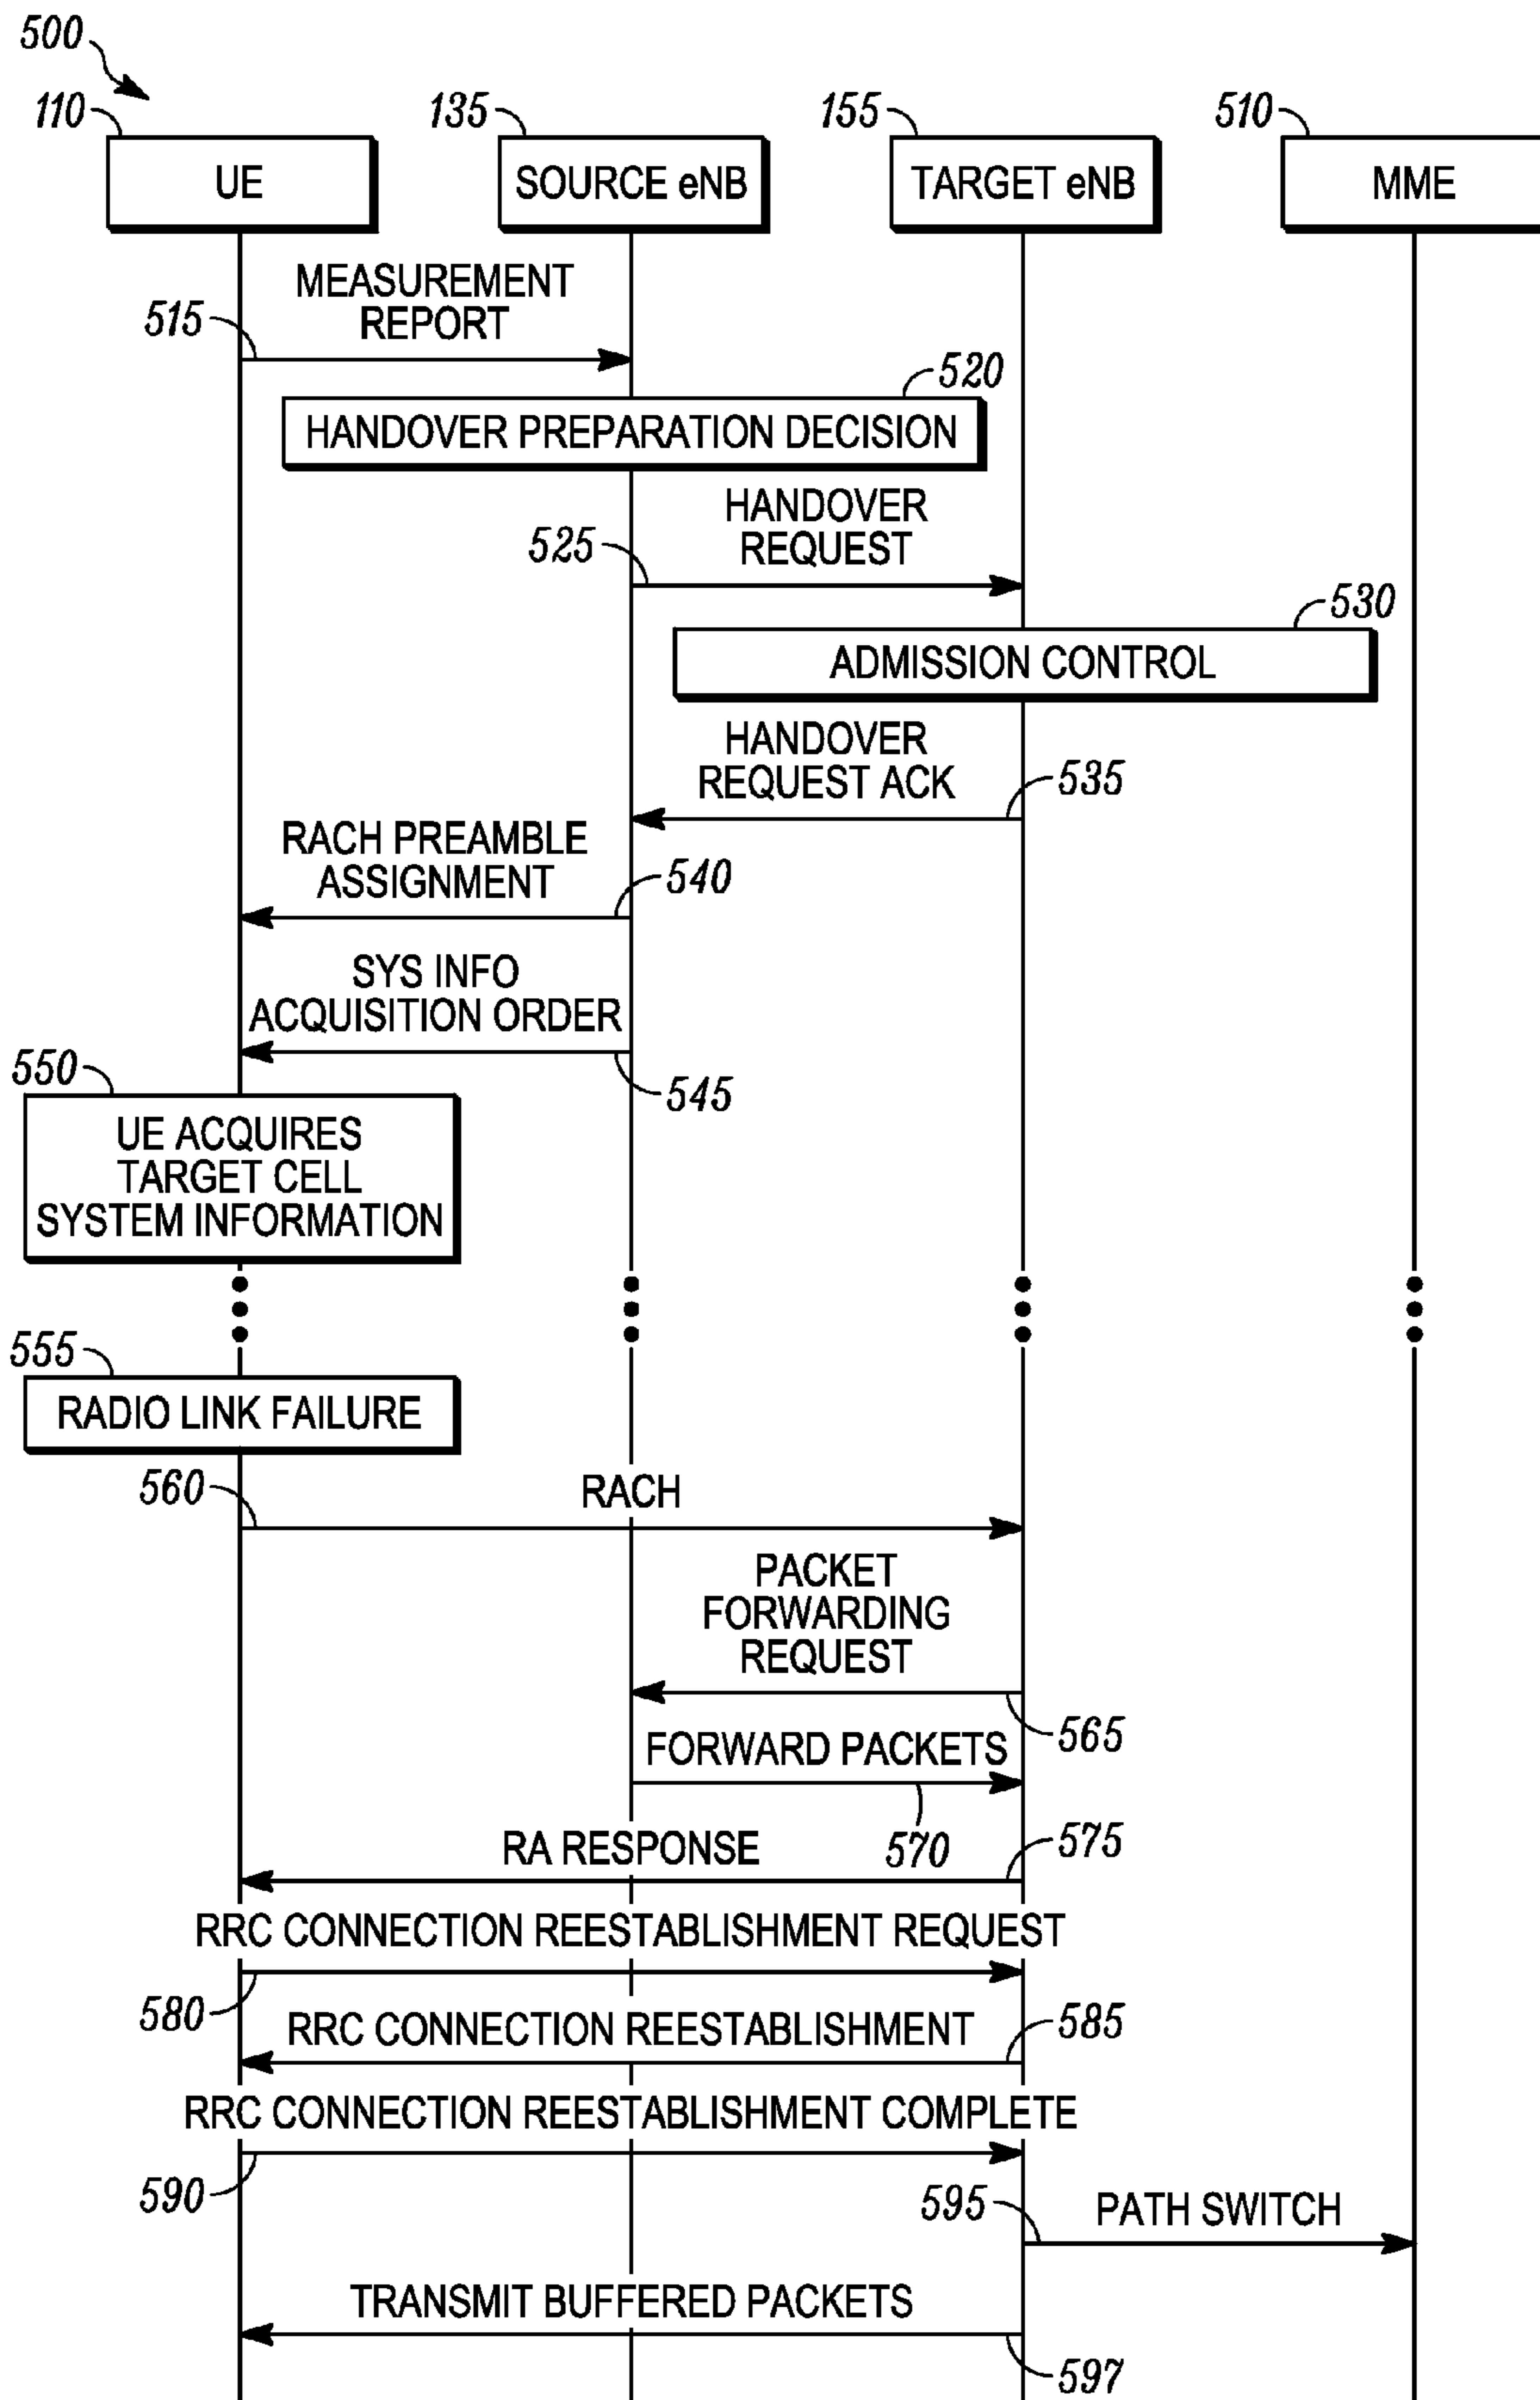 500
110
135
155
510
UE
SOURCE eNB
TARGET eNB
MME
MEASUREMENT
REPORT
515
520
HANDOVER PREPARATION DECISION
HANDOVER
REQUEST
525
530
ADMISSION CONTROL
HANDOVER
REQUEST ACK
535
RACH PREAMBLE
ASSIGNMENT
540
SYS INFO
ACQUISITION ORDER
545
550
UE ACQUIRES
TARGET CELL
SYSTEM INFORMATION
555
RADIO LINK FAILURE
560
RACH
PACKET
FORWARDING
REQUEST
565
FORWARD PACKETS
570
RA RESPONSE
575
RRC CONNECTION REESTABLISHMENT REQUEST
580
RRC CONNECTION REESTABLISHMENT
585
RRC CONNECTION REESTABLISHMENT COMPLETE
590
595
PATH SWITCH
TRANSMIT BUFFERED PACKETS
597